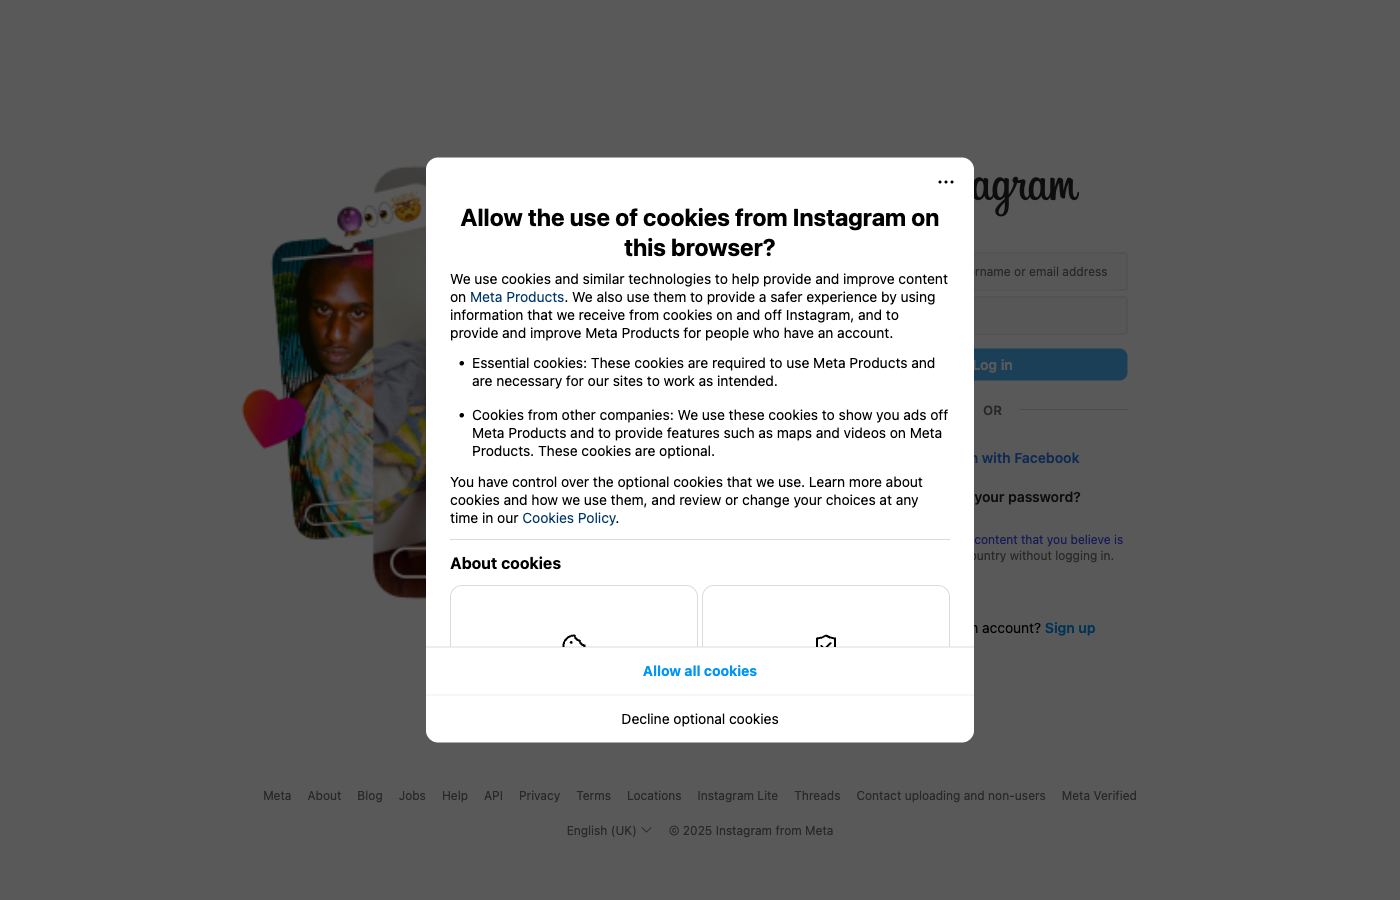 Allow the use of cookies from Instagram on
this browser?
We use cookies and similar technologies to help provide and improve content
on Meta Products. We also use them to provide a safer experience by using
information that we receive from cookies on and off Instagram, and to
provide and improve Meta Products for people who have an account.
• Essential cookies: These cookies are required to use Meta Products and
are necessary for our sites to work as intended.
• Cookies from other companies: We use these cookies to show you ads off
Meta Products and to provide features such as maps and videos on Meta
Products. These cookies are optional.
You have control over the optional cookies that we use. Learn more about
cookies and how we use them, and review or change your choices at any
time in our Cookies Policy.
About cookies
Allow all cookies
Decline optional cookies
agram
name or email address
Log in
OR
with Facebook
your password?
content that you believe is
without logging in.
account? Sign up
Meta About Blog Jobs Help API Privacy Terms Locations Instagram Lite Threads Contact uploading and non-users Meta Verified
English (UK) © 2025 Instagram from Meta